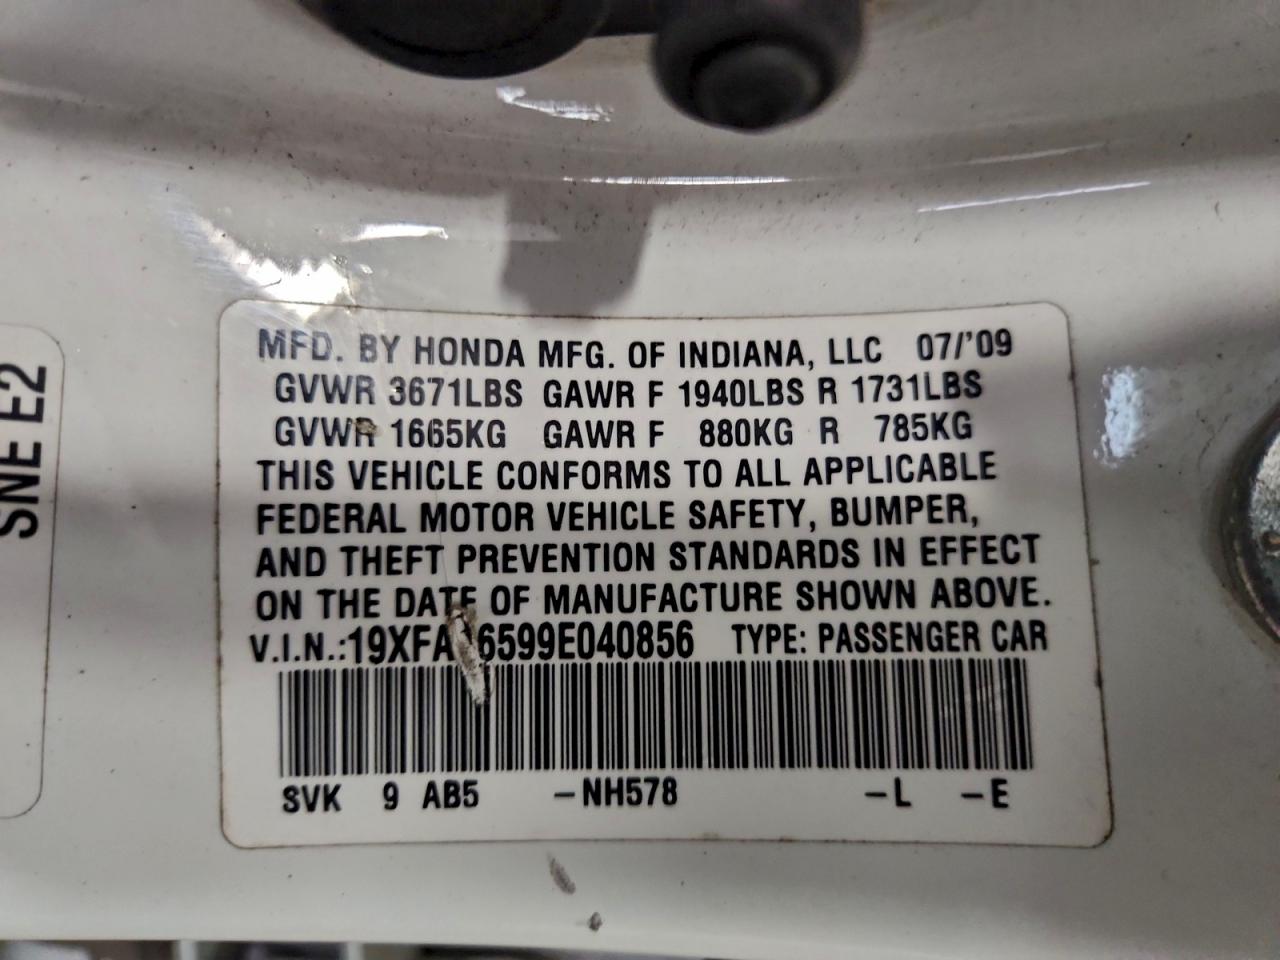 SNE E2
MFD. BY HONDA MFG. OF INDIANA, LLC 07/'09
GVWR 3671LBS GAWR F 1940LBS R 1731LBS
GVWR 1665KG GAWR F 880KG R 785KG
THIS VEHICLE CONFORMS TO ALL APPLICABLE
FEDERAL MOTOR VEHICLE SAFETY, BUMPER,
AND THEFT PREVENTION STANDARDS IN EFFECT
ON THE DATE OF MANUFACTURE SHOWN ABOVE.
V.I.N.:19XFA16599E040856 TYPE: PASSENGER CAR
SVK 9 AB5 -NH578 -L -E